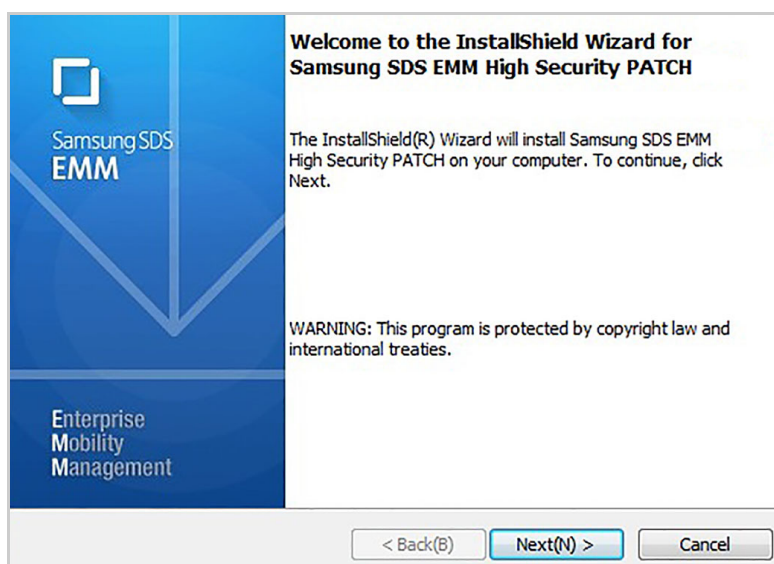 Samsung SDS
EMM
Enterprise
Mobility
Management
Welcome to the InstallShield Wizard for
Samsung SDS EMM High Security PATCH
The InstallShield(R) Wizard will install Samsung SDS EMM
High Security PATCH on your computer. To continue, click
Next.
WARNING: This program is protected by copyright law and
international treaties.
< Back(B)
Next(N) >
Cancel